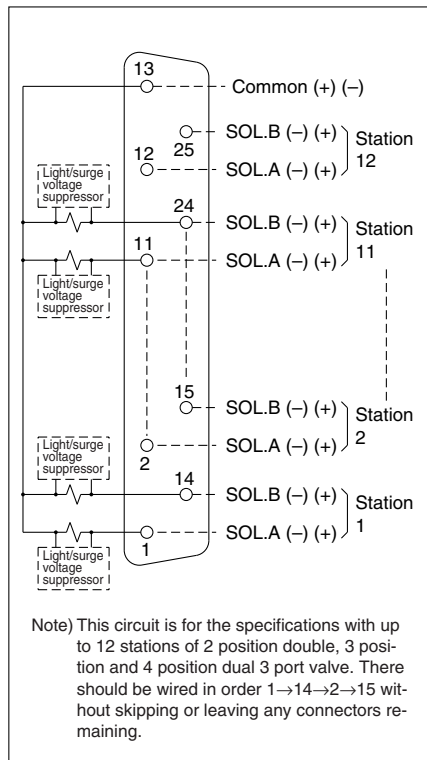 13
Common (+) (–)
SOL.B (–) (+)
25
Station
12
12
SOL.A (–) (+)
Light/surge
voltage
suppressor
24
SOL.B (–) (+)
Station
11
11
SOL.A (–) (+)
Light/surge
voltage
suppressor
15
SOL.B (–) (+)
Station
2
2
SOL.A (–) (+)
Light/surge
voltage
suppressor
14
SOL.B (–) (+)
Station
1
1
SOL.A (–) (+)
Light/surge
voltage
suppressor
Note) This circuit is for the specifications with up
to 12 stations of 2 position double, 3 posi-
tion and 4 position dual 3 port valve. There
should be wired in order 1→14→2→15 wit-
hout skipping or leaving any connectors re-
maining.